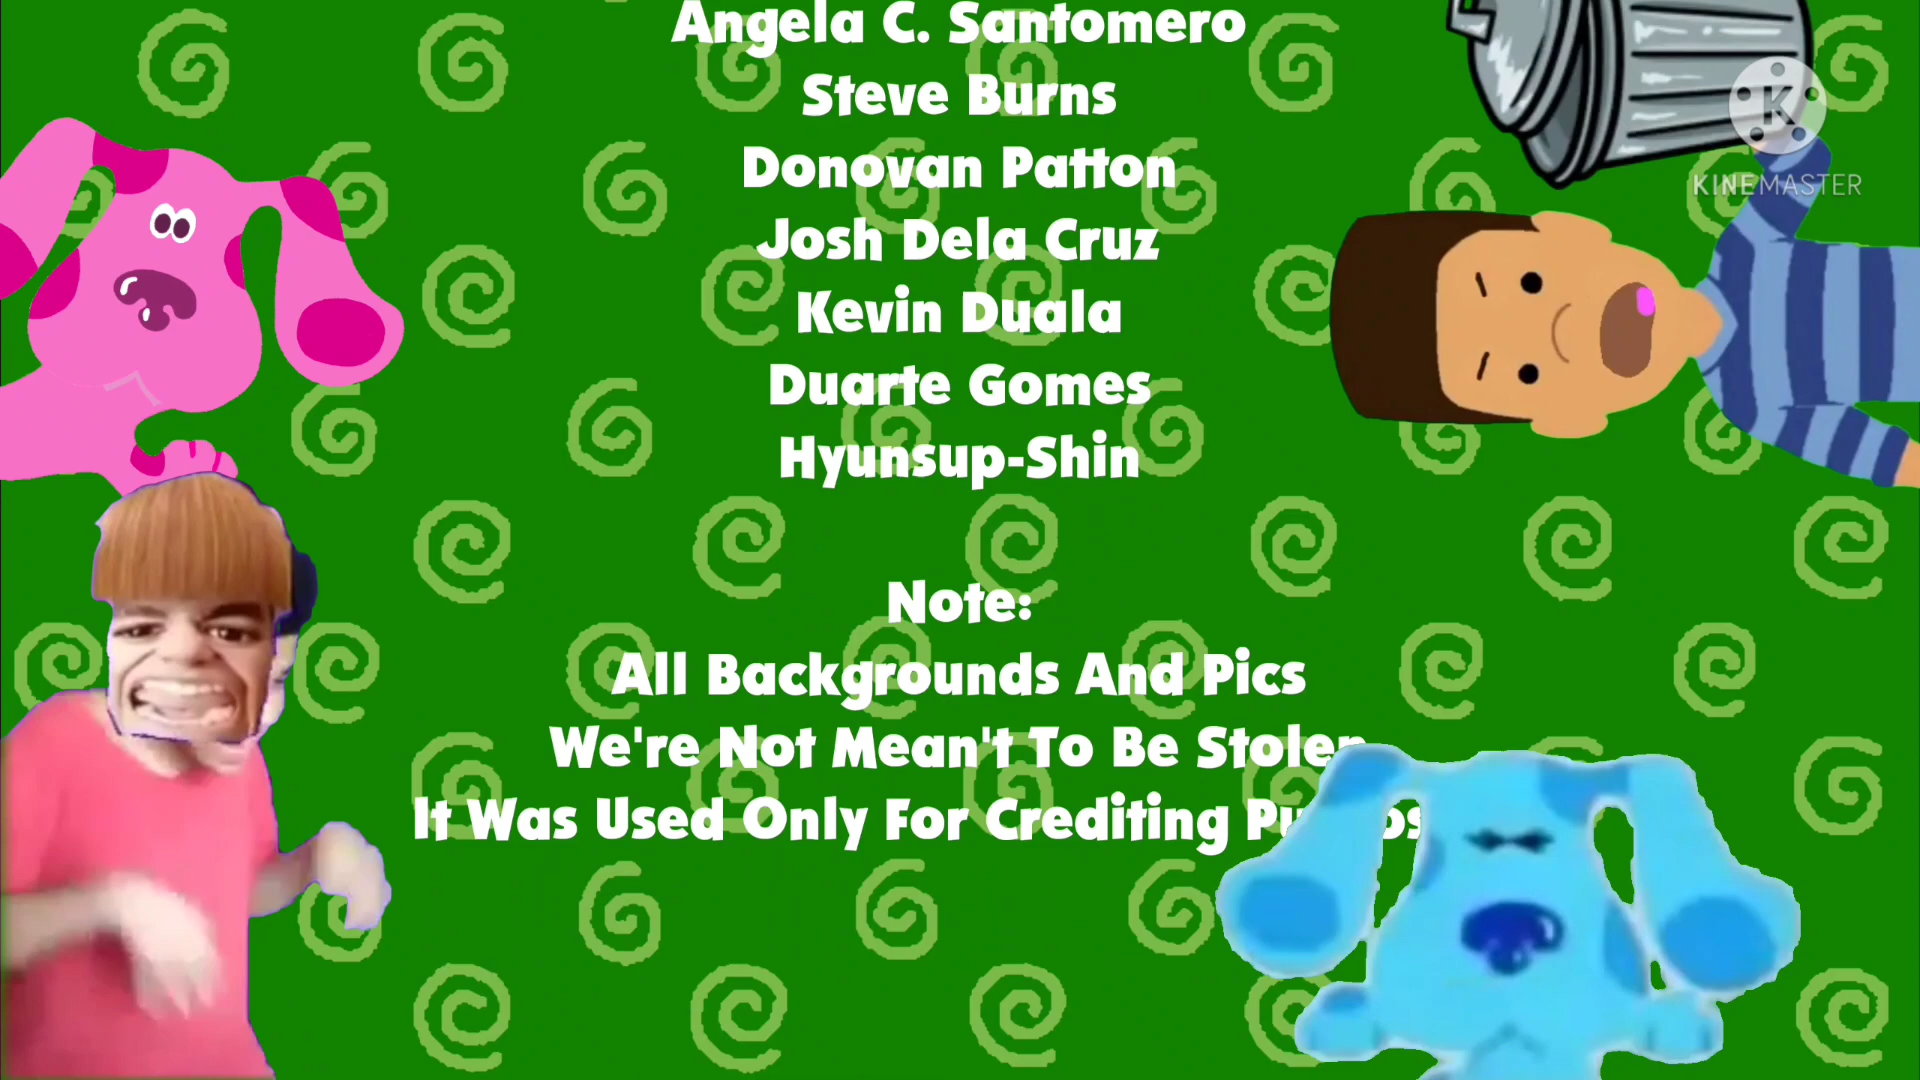 Angela C. Santomero
Steve Burns
Donovan Patton
Josh Dela Cruz
Kevin Duala
Duarte Gomes
Hyunsup-Shin
Note:
All Backgrounds And Pics
We're Not Mean't To Be Stolen
It Was Used Only For Crediting
K
KINEMASTER